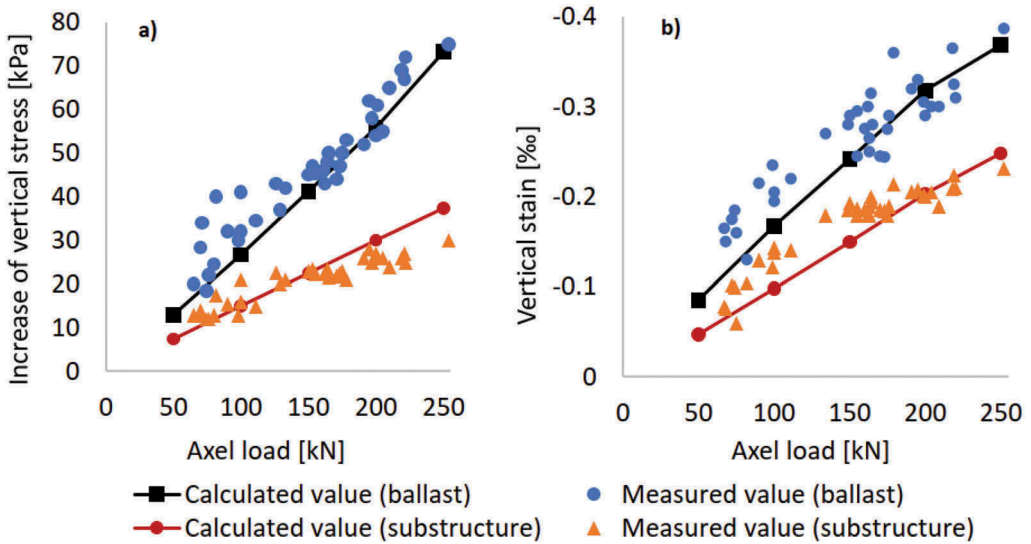 a)
Increase of vertical stress [kPa]
80
70
60
50
40
30
20
10
0
0 50 100 150 200 250
Axel load [kN]
b)
Vertical stain [‰]
-0.4
-0.3
-0.2
-0.1
0
0 50 100 150 200 250
Axel load [kN]
Calculated value (ballast)
Measured value (ballast)
Calculated value (substructure)
Measured value (substructure)